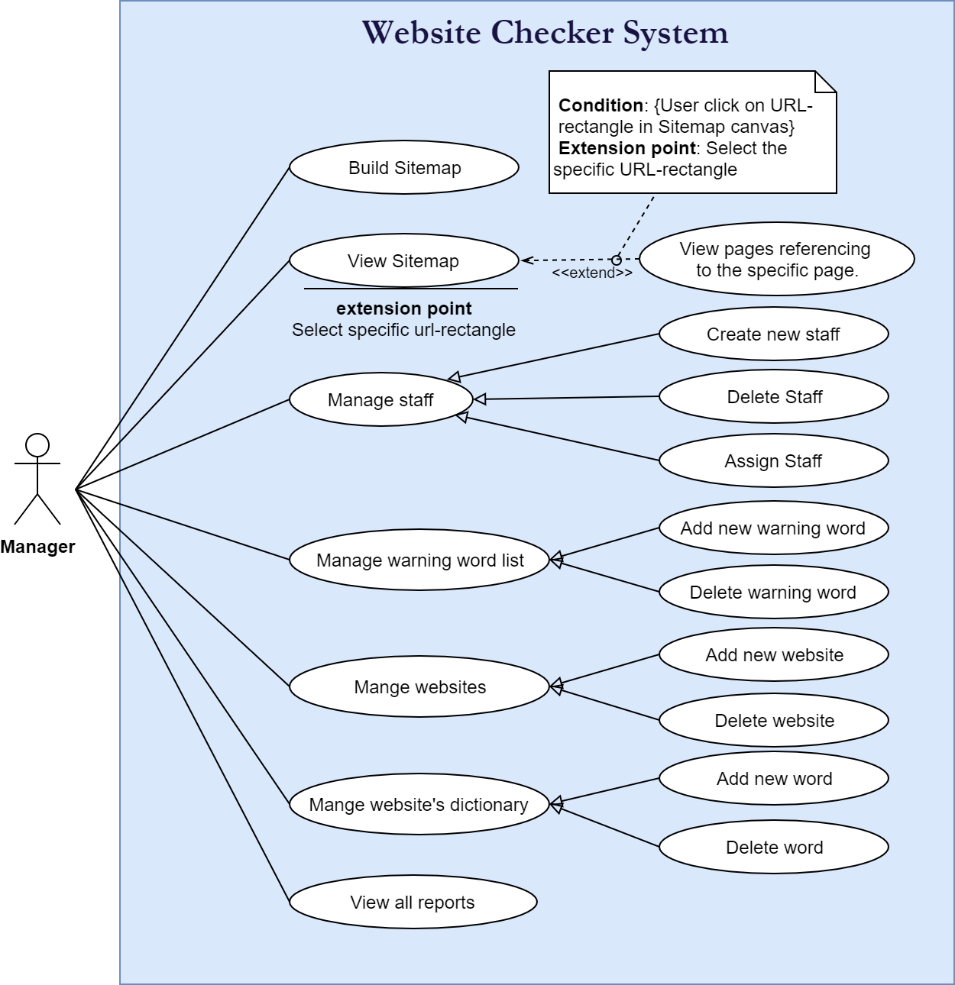 Website Checker System
Condition: {User click on URL-
rectangle in Sitemap canvas}
Extension point: Select the
specific URL-rectangle
Build Sitemap
View Sitemap
<<extend>>
View pages referencing
to the specific page.
extension point
Select specific url-rectangle
Create new staff
Manage staff
Delete Staff
Assign Staff
Manager
Add new warning word
Manage warning word list
Delete warning word
Add new website
Mange websites
Delete website
Add new word
Mange website's dictionary
Delete word
View all reports